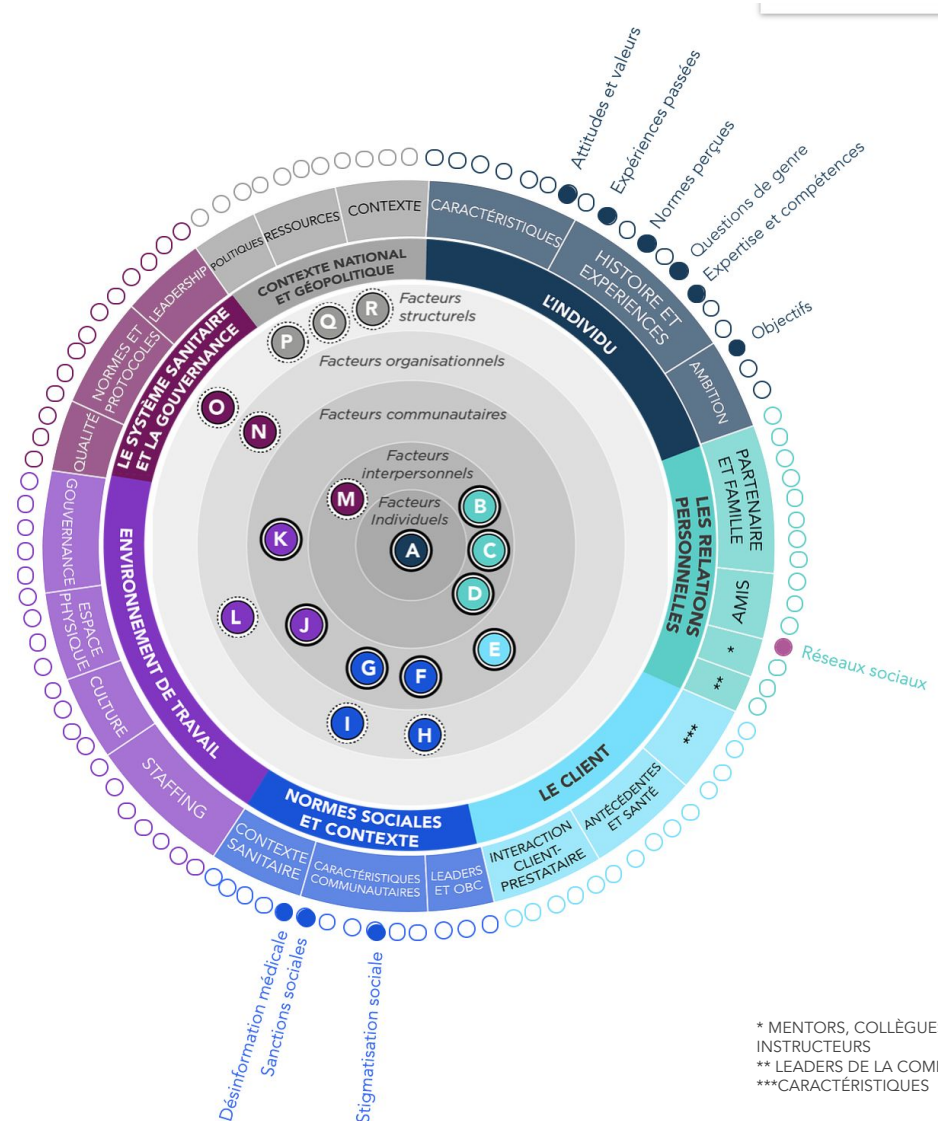 Attitudes et valeurs
Expériences passées
Normes perçues
Questions de genre
Expertise et compétences
Objectifs
Réseaux sociaux
Stigmatisation sociale
Sanctions sociales
Désinformation médicale
CARACTÉRISTIQUES
HISTOIRE ET
EXPERIENCES
AMBITION
PARTENAIRE
ET FAMILLE
AMIS
*
**
***
ANTÉCÉDENTES
ET SANTÉ
INTERACTION
CLIENT-
PRESTATAIRE
LEADERS
ET OBC
CARACTÉRISTIQUES
COMMUNAUTAIRES
CONTEXTE
SANITAIRE
STAFFING
CULTURE
ESPACE
PHYSIQUE
GOUVERNANCE
QUALITÉ
NORMES ET
PROTOCOLES
LEADERSHIP
POLITIQUES
RESSOURCES
CONTEXTE
L'INDIVIDU
LES RELATIONS
PERSONNELLES
LE CLIENT
NORMES SOCIALES
ET CONTEXTE
ENVIRONNEMENT DE TRAVAIL
LE SYSTÈME SANITAIRE
ET LA GOUVERNANCE
CONTEXTE NATIONAL
ET GÉOPOLITIQUE
Facteurs
structurels
Facteurs organisationnels
Facteurs communautaires
Facteurs
interpersonnels
Facteurs
Individuels
R
Q
P
O
N
M
B
K
A
C
D
L
J
E
G
F
I
H
* MENTORS, COLLÈGUE
INSTRUCTEURS
** LEADERS DE LA COM
***CARACTÉRISTIQUES